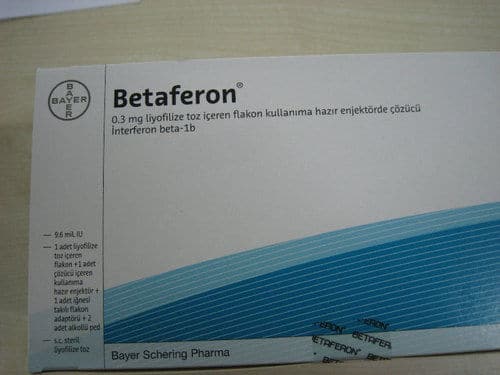 BAYER
BAYER
Betaferon®
0.3 mg liyofilize toz içeren flakon kullanıma hazır enjektörde çözücü
İnterferon beta-1b
— 9.6 mil. IU
— 1 adet liyofilize
toz içeren
flakon +1 adet
çözücü içeren
kullanıma
hazır enjektör +
1 adet iğnesi
takılı flakon
adaptörü + 2
adet alkollü ped
— s.c. steril
liyofilize toz
Bayer Schering Pharma
BETAFERON
ETAFERON